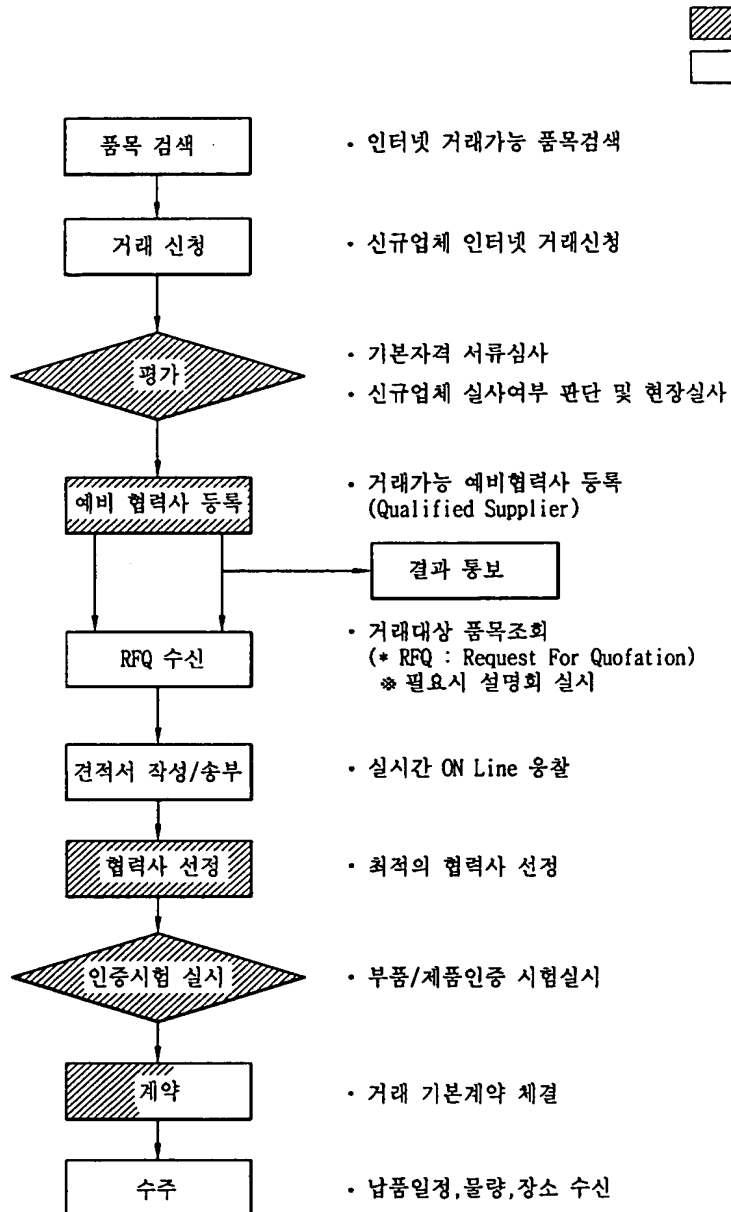 품목 검색
• 인터넷 거래가능 품목검색
거래 신청
• 신규업체 인터넷 거래신청
평가
• 기본자격 서류심사
• 신규업체 실사여부 판단 및 현장실사
예비 협력사 등록
• 거래가능 예비협력사 등록
(Qualified Supplier)
결과 통보
RFQ 수신
• 거래대상 품목조회
(* RFQ : Request For Quofation)
※ 필요시 설명회 실시
견적서 작성/송부
• 실시간 ON Line 응찰
협력사 선정
• 최적의 협력사 선정
인증시험 실시
• 부품/제품인증 시험실시
계약
• 거래 기본계약 체결
수주
• 납품일정,물량,장소 수신